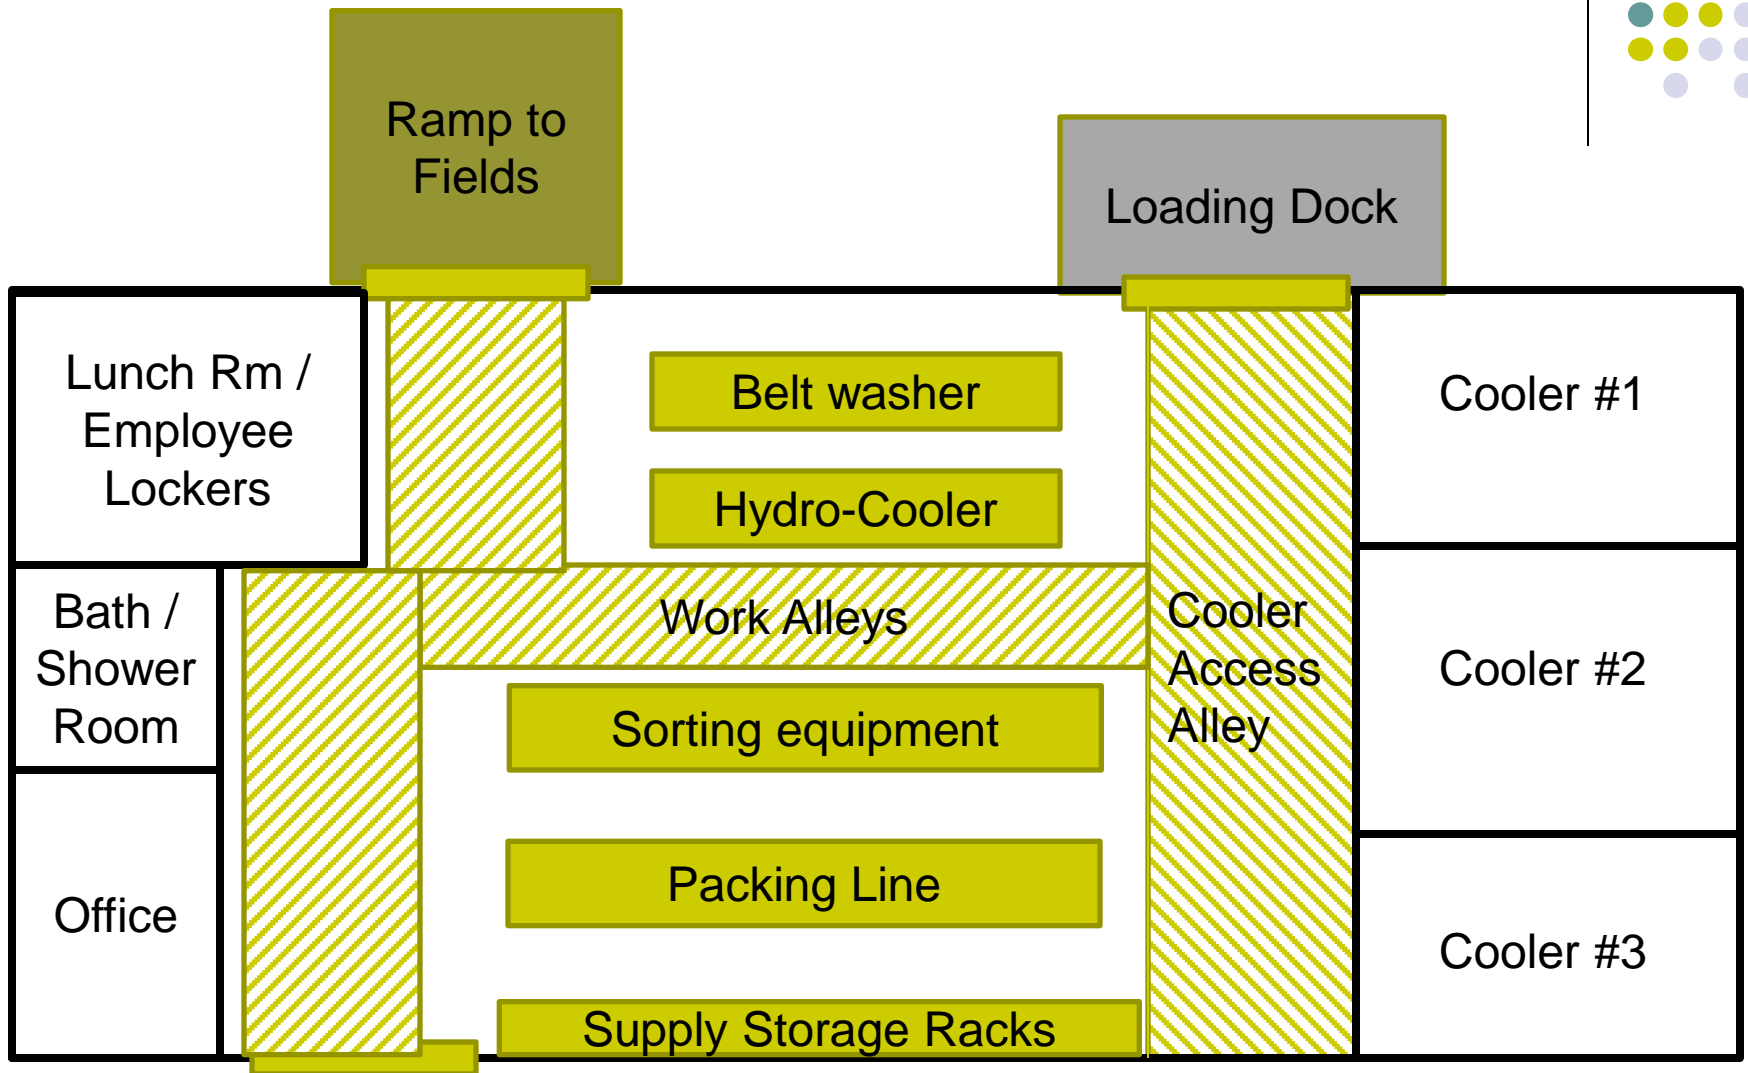 Ramp to
Fields
Loading Dock
Lunch Rm /
Employee
Lockers
Belt washer
Cooler #1
Hydro-Cooler
Bath /
Shower
Room
Work Alleys
Cooler
Access
Alley
Cooler #2
Sorting equipment
Office
Packing Line
Cooler #3
Supply Storage Racks